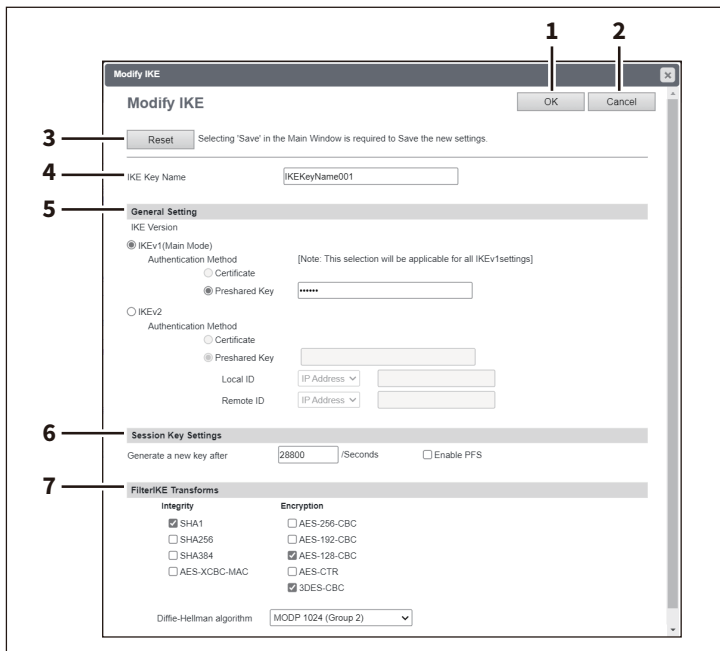 1 2
Modify IKE
Modify IKE OK Cancel
3 Reset Selecting 'Save' in the Main Window is required to Save the new settings.
4 IKE Key Name IKEKeyName001
5 General Setting
IKE Version
IKEv1(Main Mode)
Authentication Method [Note: This selection will be applicable for all IKEv1settings]
Certificate
Preshared Key ••••••
IKEv2
Authentication Method
Certificate
Preshared Key
Local ID IP Address
Remote ID IP Address
6 Session Key Settings
Generate a new key after 28800 /Seconds Enable PFS
7 FilterIKE Transforms
Integrity Encryption
SHA1 AES-256-CBC
SHA256 AES-192-CBC
SHA384 AES-128-CBC
AES-XCBC-MAC AES-CTR
3DES-CBC
Diffie-Hellman algorithm MODP 1024 (Group 2)